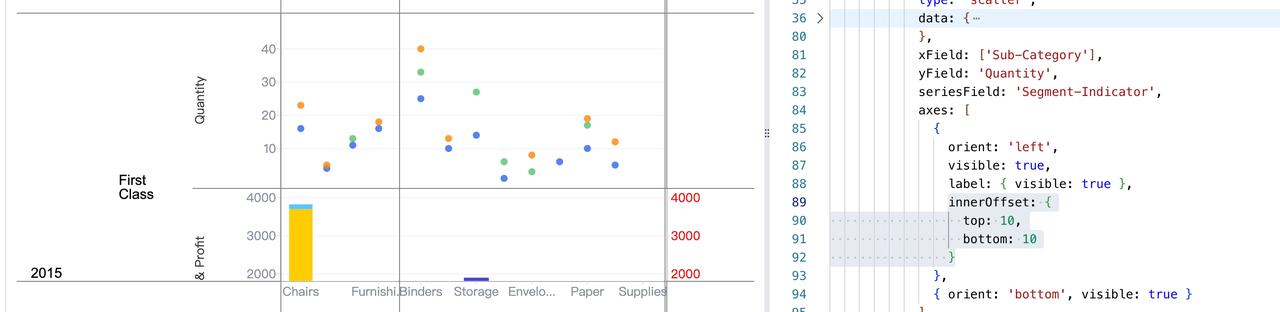 40
30
20
10
Quantity
First
Class
4000
3000
2000
& Profit
4000
3000
2000
2015
Chairs
Furnishi.
Binders
Storage
Envelo...
Paper
Supplies
36 data: {
80 },
81 xField: ['Sub-Category'],
82 yField: 'Quantity',
83 seriesField: 'Segment-Indicator',
84 axes: [
85 {
86 orient: 'left',
87 visible: true,
88 label: { visible: true },
89 innerOffset: {
90 top: 10,
91 bottom: 10
92 }
93 },
94 { orient: 'bottom', visible: true }